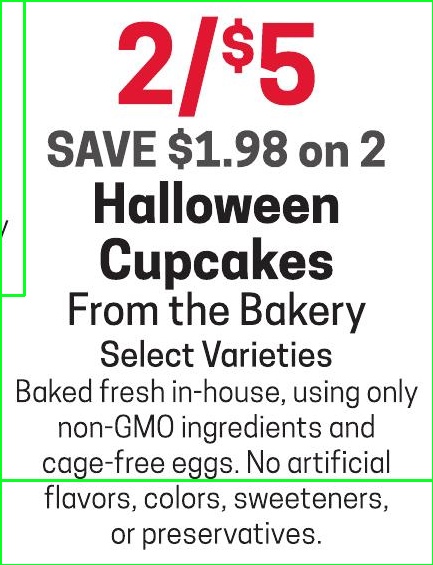 2/$5
SAVE $1.98 on 2
Halloween
Cupcakes
From the Bakery
Select Varieties
Baked fresh in-house, using only
non-GMO ingredients and
cage-free eggs. No artificial
flavors, colors, sweeteners,
or preservatives.